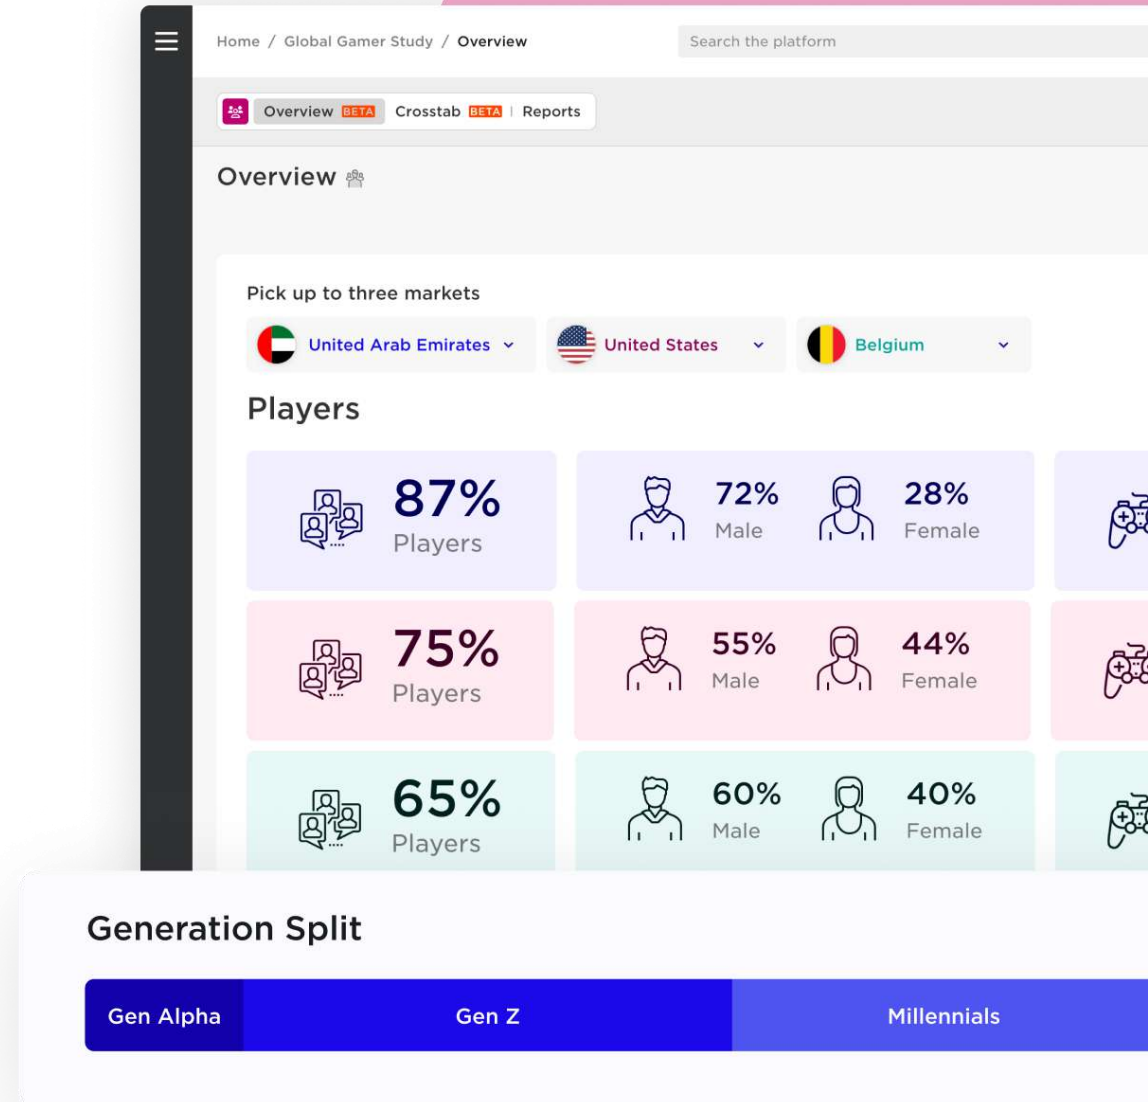 Home / Global Gamer Study / Overview
Search the platform
Overview BETA Crosstab BETA | Reports
Overview
Pick up to three markets
United Arab Emirates
United States
Belgium
Players
87%
Players
72%
Male
28%
Female
75%
Players
55%
Male
44%
Female
65%
Players
60%
Male
40%
Female
Generation Split
Gen Alpha
Gen Z
Millennials